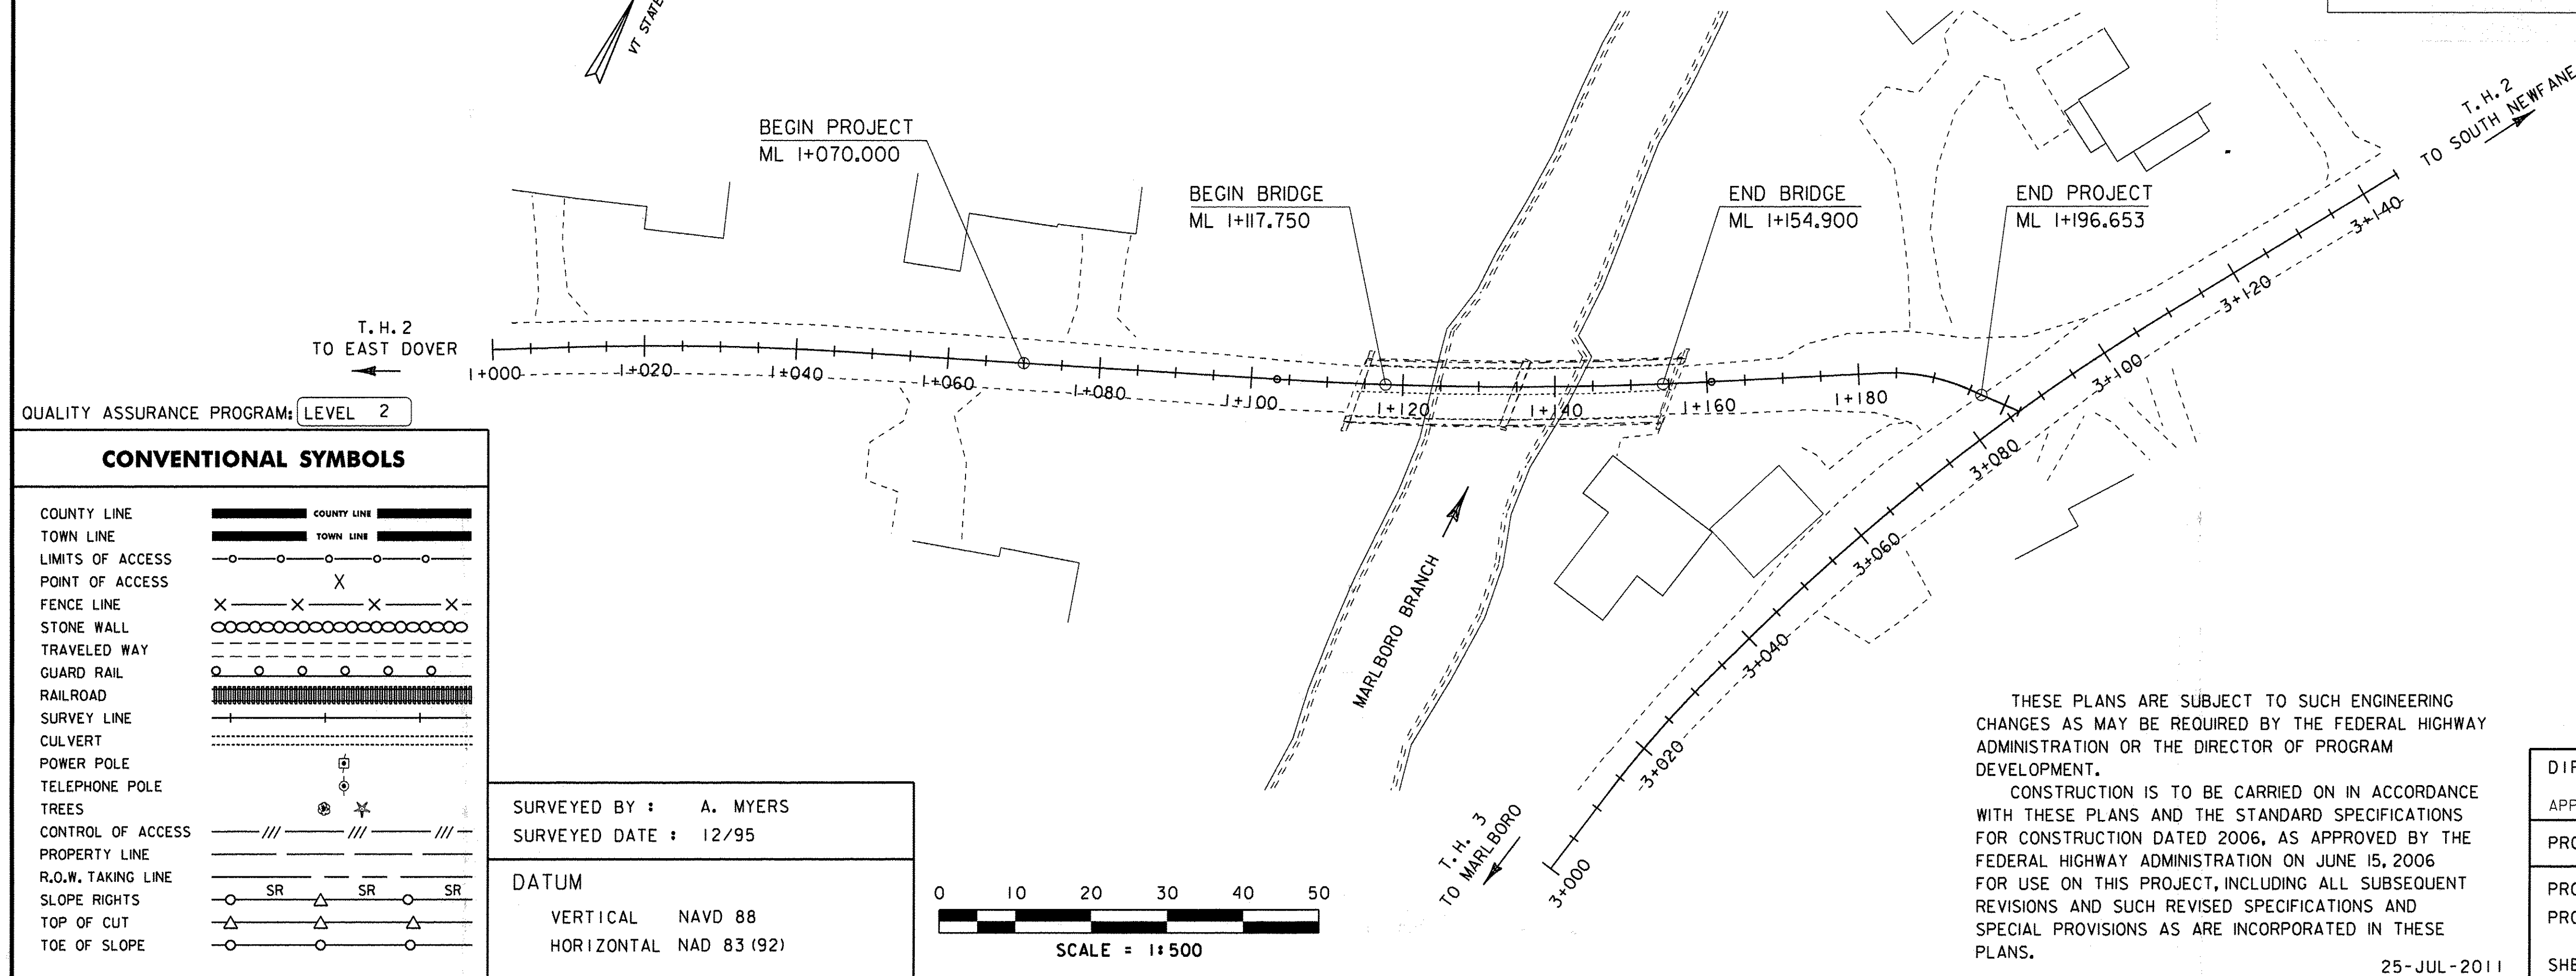 VT STATE
BEGIN PROJECT
ML 1+070.000
BEGIN BRIDGE
ML 1+117.750
END BRIDGE
ML 1+154.900
END PROJECT
ML 1+196.653
T.H.2
TO SOUTH NEWFANE
T.H.2
TO EAST DOVER
1+000
1+020
1+040
1+060
1+080
1+100
1+120
1+140
1+160
1+180
3+140
3+120
3+100
3+080
3+060
3+040
3+020
3+000
MARLBORO BRANCH
T.H. 3
TO MARLBORO
QUALITY ASSURANCE PROGRAM: LEVEL 2
CONVENTIONAL SYMBOLS
COUNTY LINE COUNTY LINE
TOWN LINE TOWN LINE
LIMITS OF ACCESS
POINT OF ACCESS
FENCE LINE
STONE WALL
TRAVELED WAY
GUARD RAIL
RAILROAD
SURVEY LINE
CULVERT
POWER POLE
TELEPHONE POLE
TREES
CONTROL OF ACCESS
PROPERTY LINE
R.O.W. TAKING LINE
SLOPE RIGHTS SR SR SR
TOP OF CUT
TOE OF SLOPE
SURVEYED BY : A. MYERS
SURVEYED DATE : 12/95
DATUM
VERTICAL NAVD 88
HORIZONTAL NAD 83 (92)
0 10 20 30 40 50
SCALE = 1:500
THESE PLANS ARE SUBJECT TO SUCH ENGINEERING
CHANGES AS MAY BE REQUIRED BY THE FEDERAL HIGHWAY
ADMINISTRATION OR THE DIRECTOR OF PROGRAM
DEVELOPMENT.
CONSTRUCTION IS TO BE CARRIED ON IN ACCORDANCE
WITH THESE PLANS AND THE STANDARD SPECIFICATIONS
FOR CONSTRUCTION DATED 2006, AS APPROVED BY THE
FEDERAL HIGHWAY ADMINISTRATION ON JUNE 15, 2006
FOR USE ON THIS PROJECT, INCLUDING ALL SUBSEQUENT
REVISIONS AND SUCH REVISED SPECIFICATIONS AND
SPECIAL PROVISIONS AS ARE INCORPORATED IN THESE
PLANS.
25-JUL-2011
DIR
APP
PRO
PRO
PRO
SHE